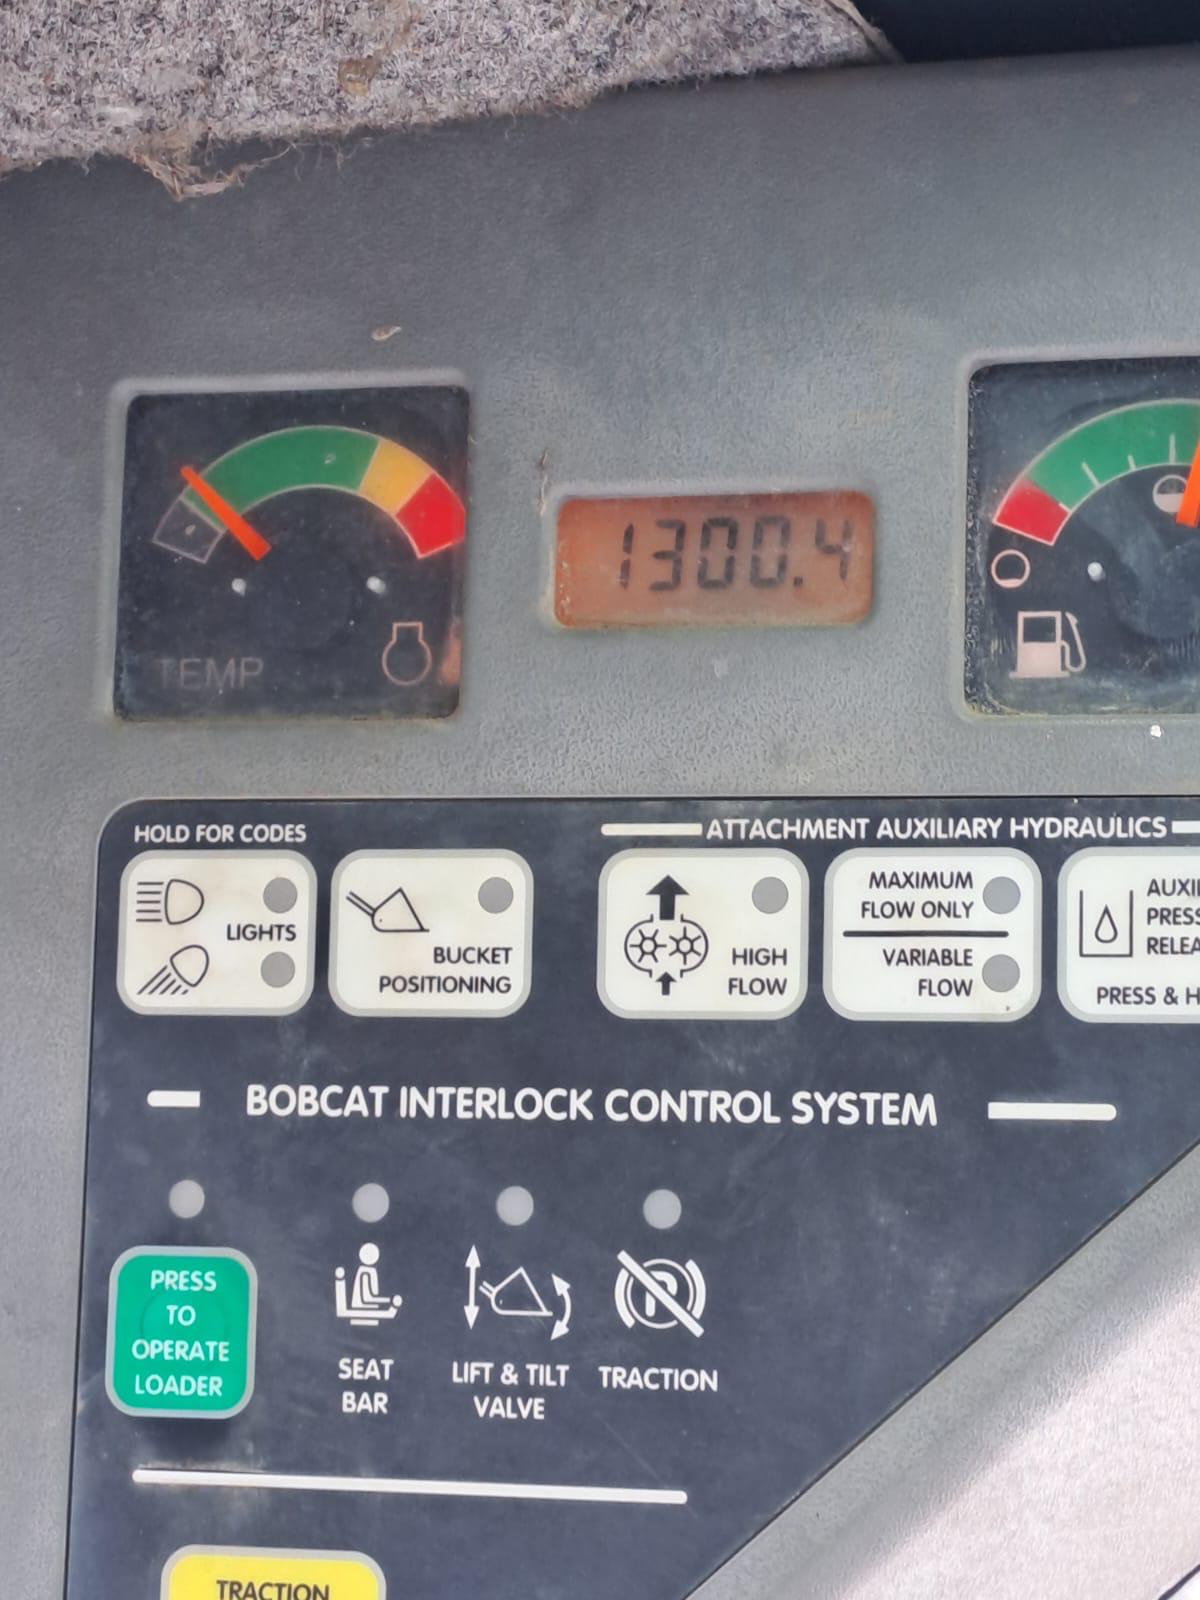 1300.4
TEMP
HOLD FOR CODES
ATTACHMENT AUXILIARY HYDRAULICS
LIGHTS
BUCKET
POSITIONING
HIGH
FLOW
MAXIMUM
FLOW ONLY
VARIABLE
FLOW
PRESS & H
BOBCAT INTERLOCK CONTROL SYSTEM
PRESS
TO
OPERATE
LOADER
SEAT
BAR
LIFT & TILT
VALVE
P
TRACTION
TRACTION